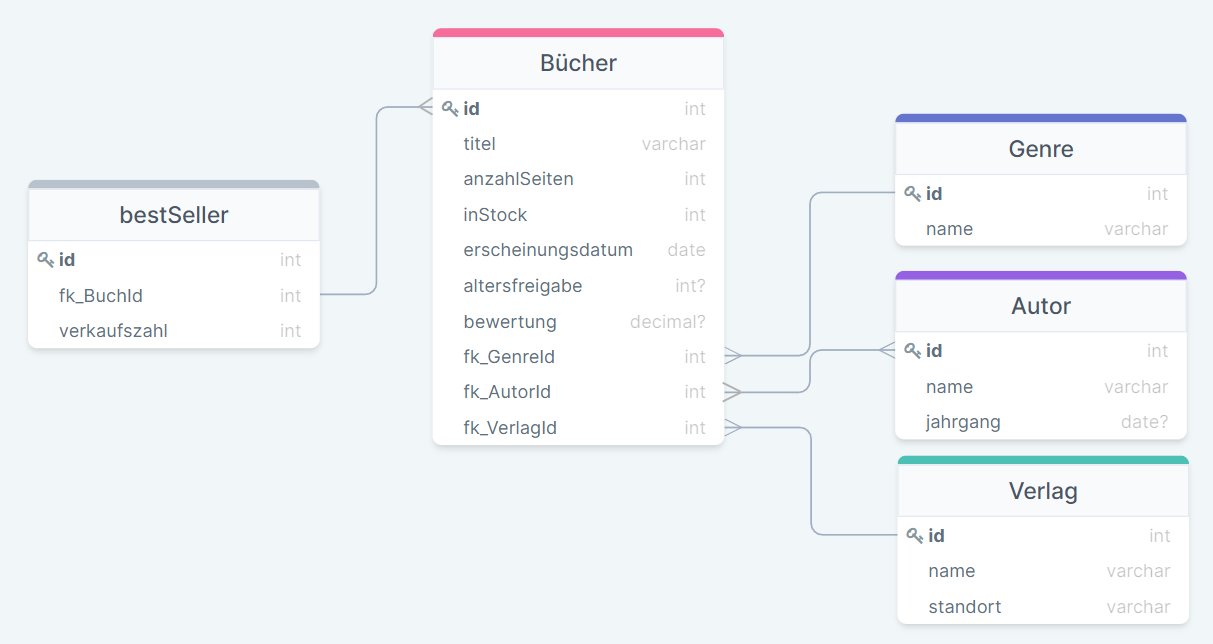 bestSeller
id int
fk_BuchId int
verkaufszahl int
Bücher
id int
titel varchar
anzahlSeiten int
inStock int
erscheinungsdatum date
altersfreigabe int?
bewertung decimal?
fk_GenreId int
fk_AutorId int
fk_VerlagId int
Genre
id int
name varchar
Autor
id int
name varchar
jahrgang date?
Verlag
id int
name varchar
standort varchar